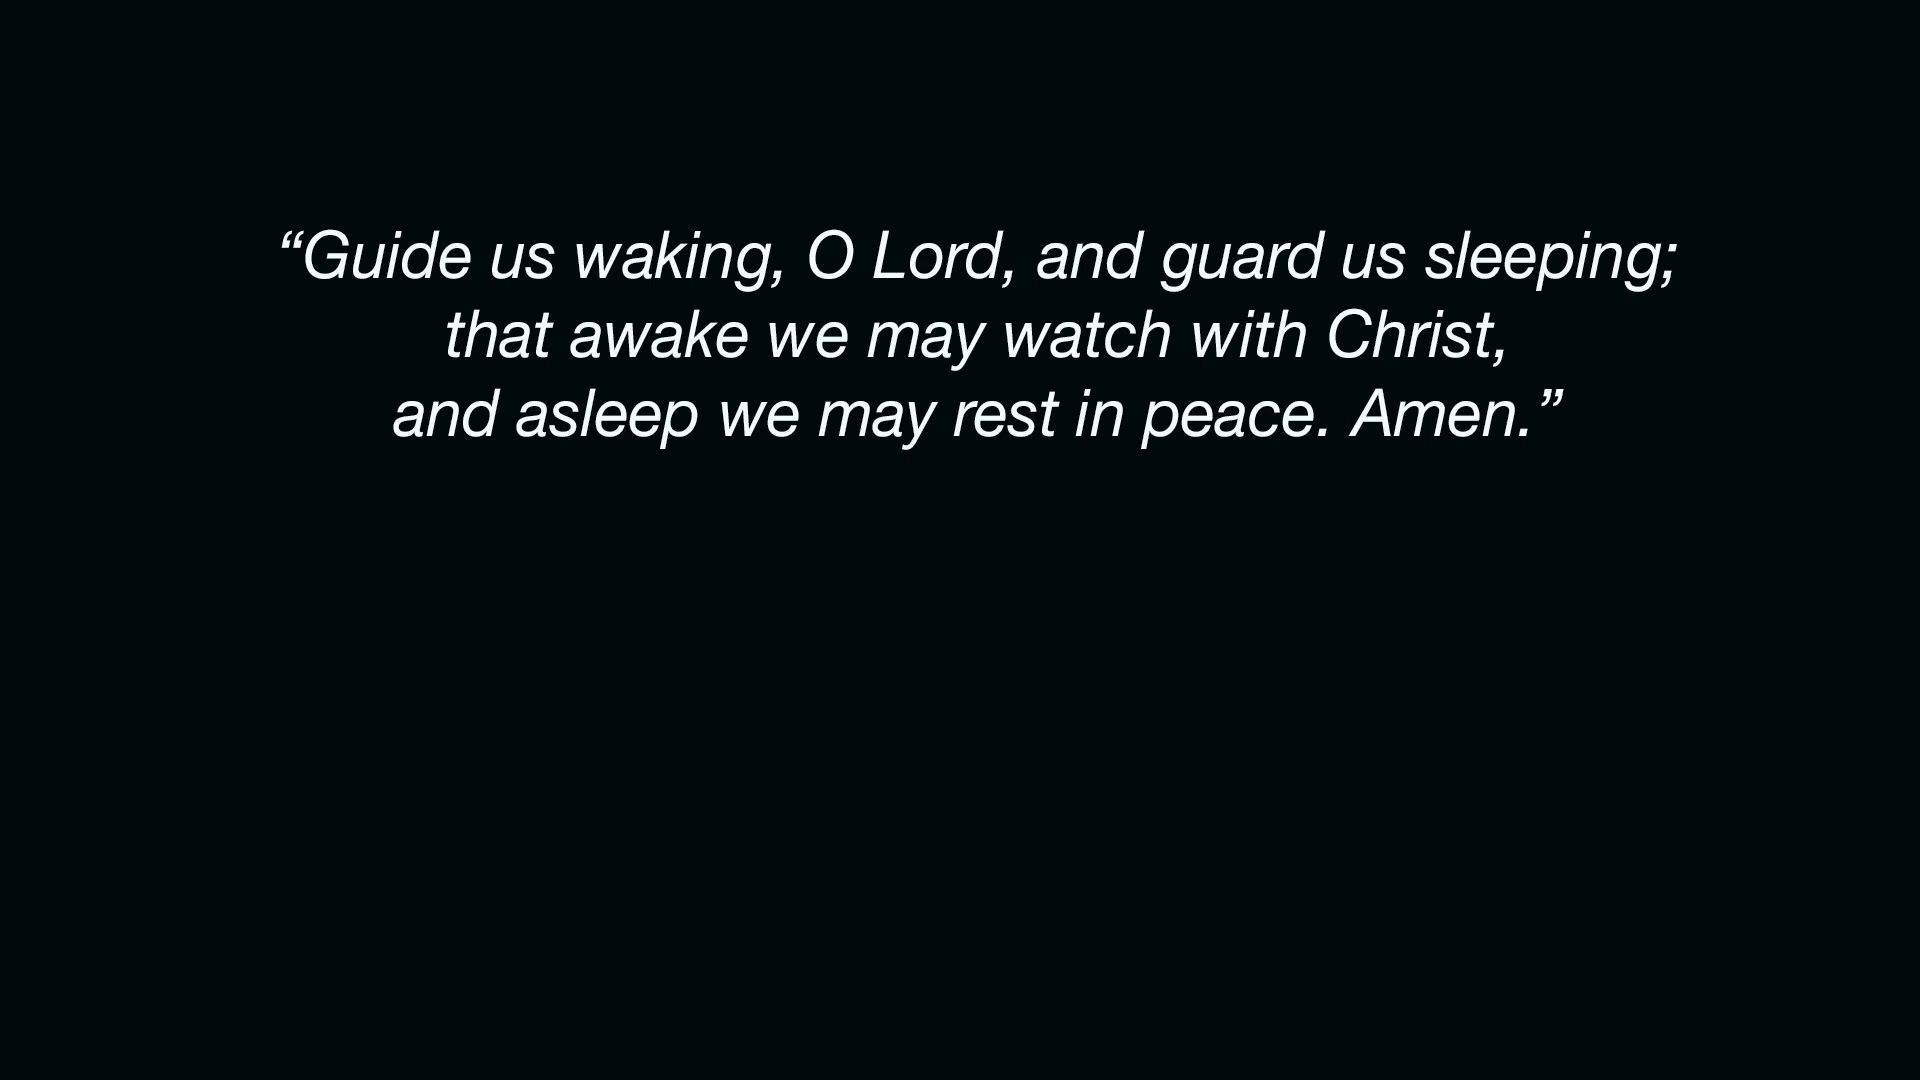 “Guide us waking, O Lord, and guard us sleeping;
that awake we may watch with Christ,
and asleep we may rest in peace. Amen.”